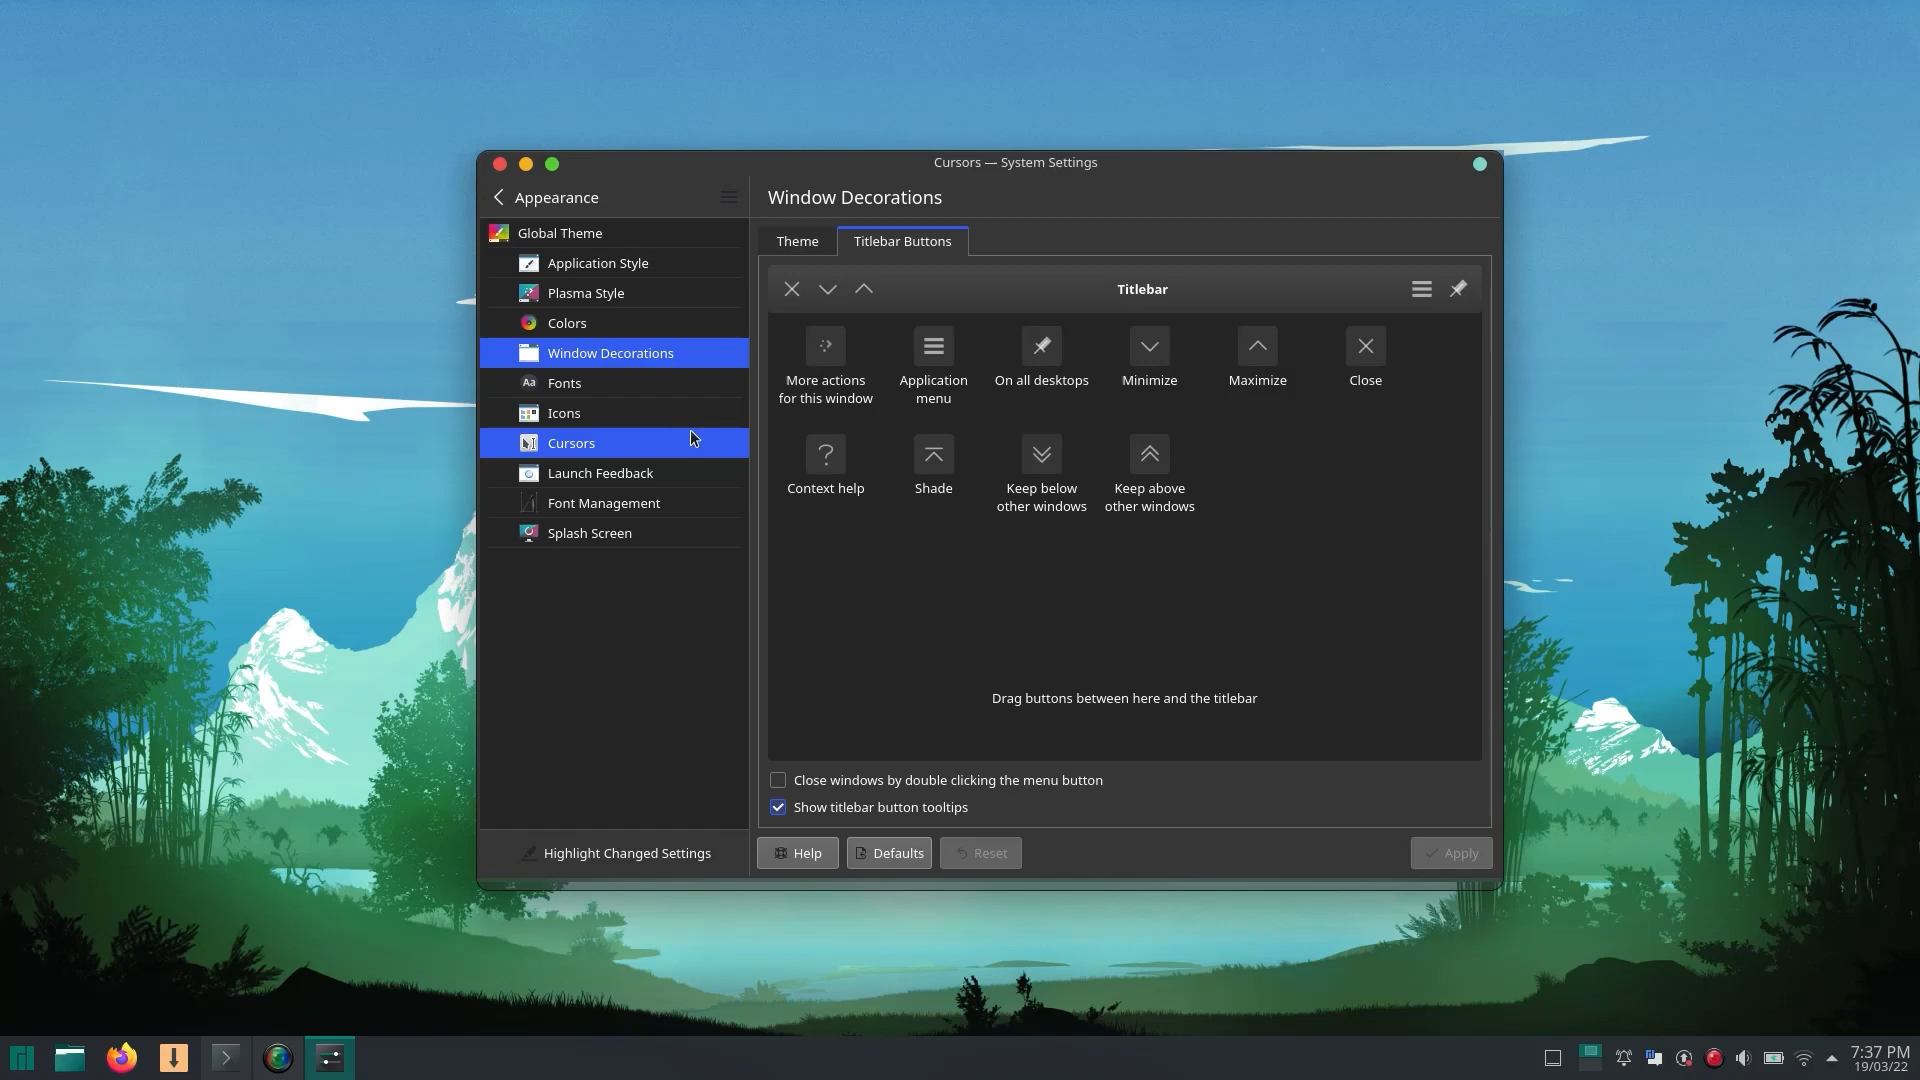 Cursors — System Settings
Appearance
Window Decorations
Global Theme
Application Style
Plasma Style
Colors
Window Decorations
Fonts
Icons
Cursors
Launch Feedback
Font Management
Splash Screen
Highlight Changed Settings
Theme
Titlebar Buttons
Titlebar
More actions
for this window
Application
menu
On all desktops
Minimize
Maximize
Close
Context help
Shade
Keep below
other windows
Keep above
other windows
Drag buttons between here and the titlebar
Close windows by double clicking the menu button
Show titlebar button tooltips
Help
Defaults
Reset
Apply
7:37 PM
19/03/22